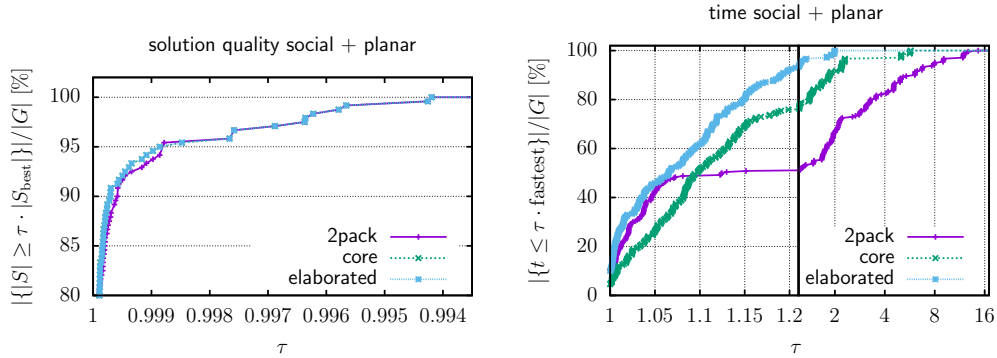 solution quality social + planar
|{|S| ≥ τ · |S_best|}|/|G| [%]
100
95
90
85
80
2pack
core
elaborated
1 0.999 0.998 0.997 0.996 0.995 0.994
τ
time social + planar
|{t ≤ τ · fastest}|/|G| [%]
100
80
60
40
20
0
2pack
core
elaborated
1 1.05 1.1 1.15 1.2 2 4 8 16
τ